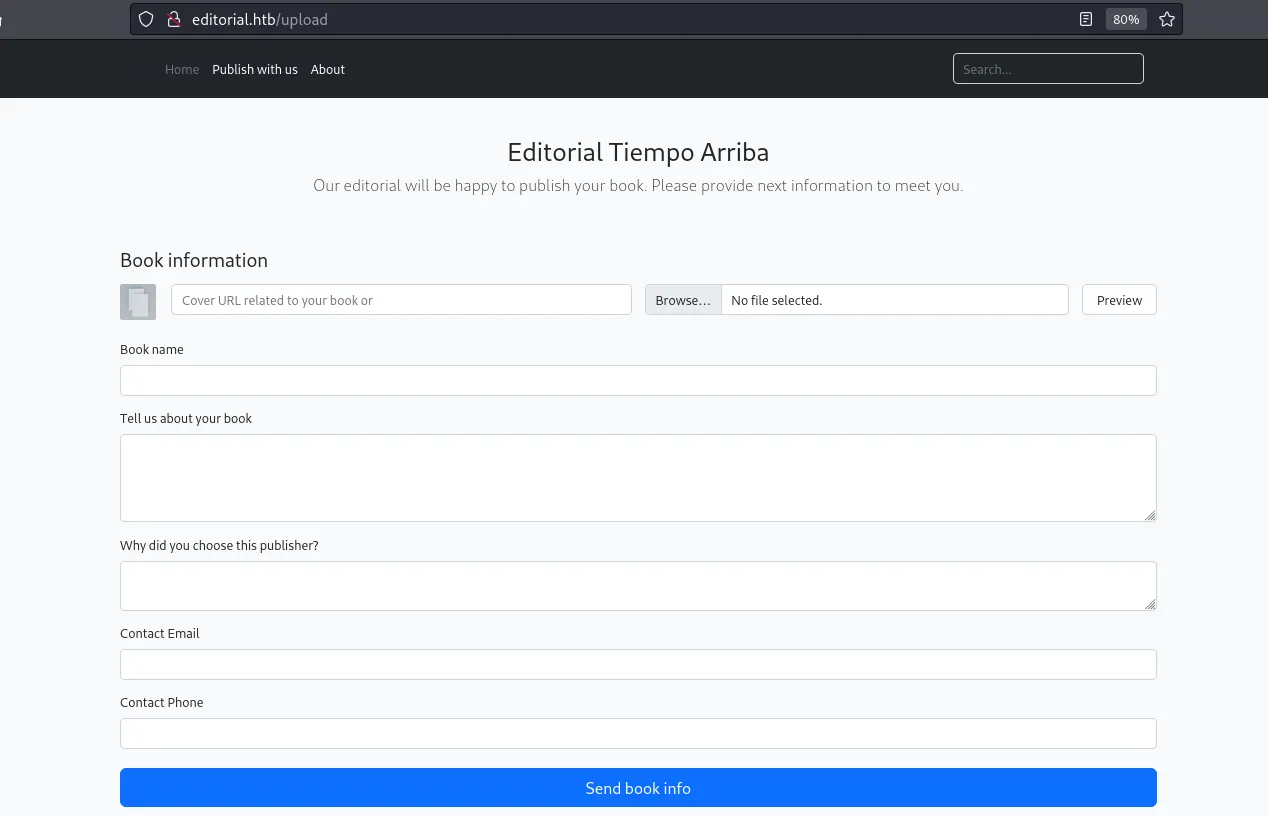 editorial.htb/upload
80%
Home Publish with us About
Search...
Editorial Tiempo Arriba
Our editorial will be happy to publish your book. Please provide next information to meet you.
Book information
Cover URL related to your book or
Browse... No file selected.
Preview
Book name
Tell us about your book
Why did you choose this publisher?
Contact Email
Contact Phone
Send book info